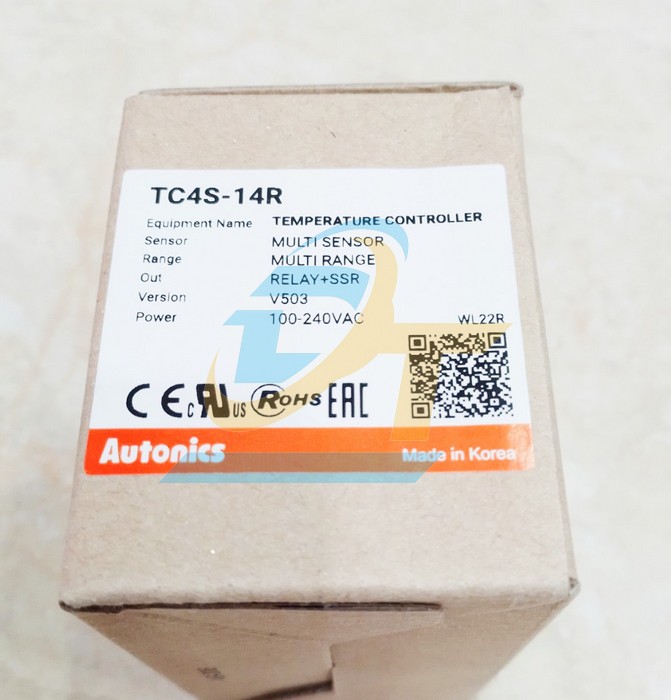 TC4S-14R
Equipment Name TEMPERATURE CONTROLLER
Sensor MULTI SENSOR
Range MULTI RANGE
Out RELAY+SSR
Version V503
Power 100-240VAC WL22R
CE c UR US RoHS EAC
Autonics Made in Korea